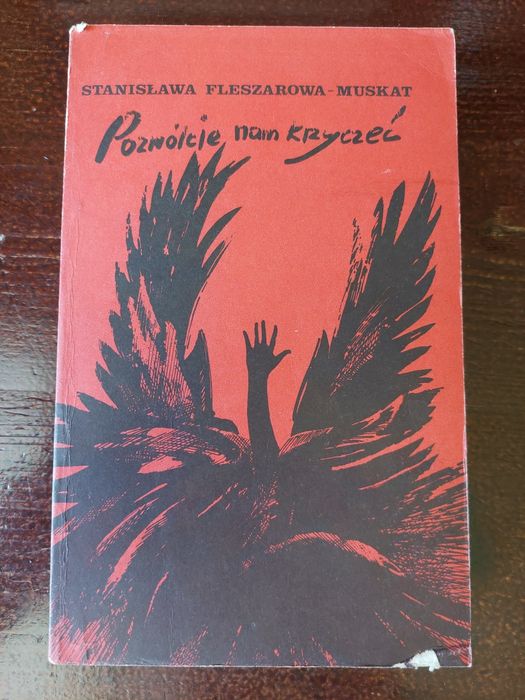 STANISŁAWA FLESZAROWA-MUSKAT
Pozwólcie nam krzyczeć